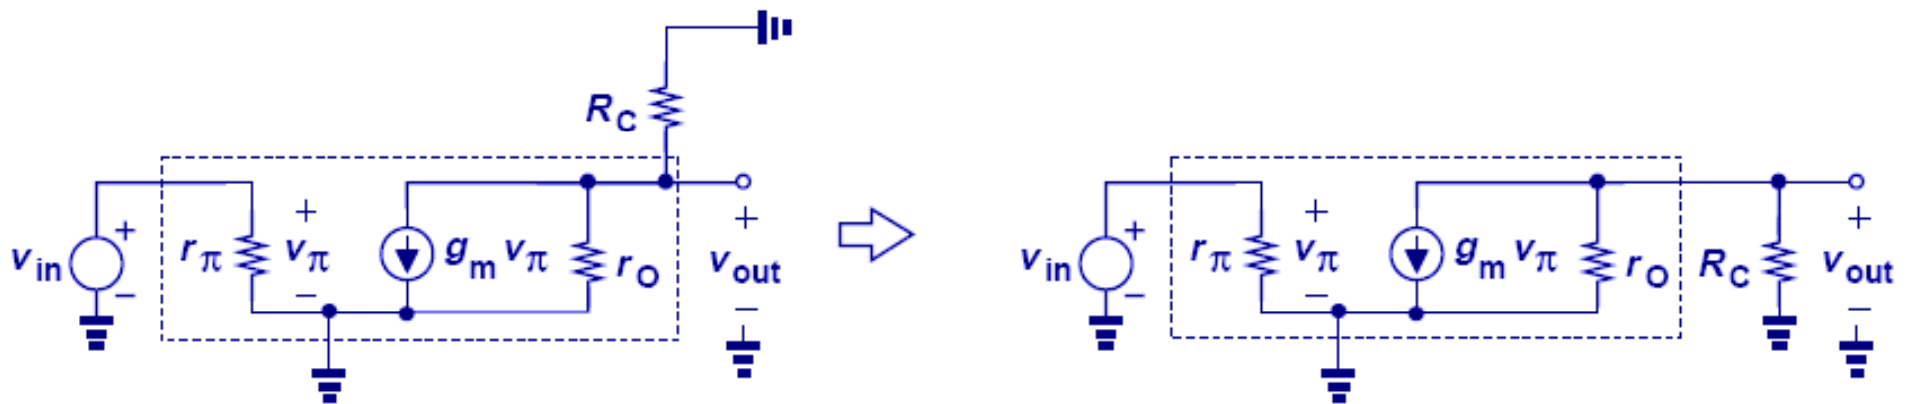 R_C
+ + +
v_in r_π v_π g_m v_π r_O v_out
− − −
+ + +
v_in r_π v_π g_m v_π r_O R_C v_out
− − −